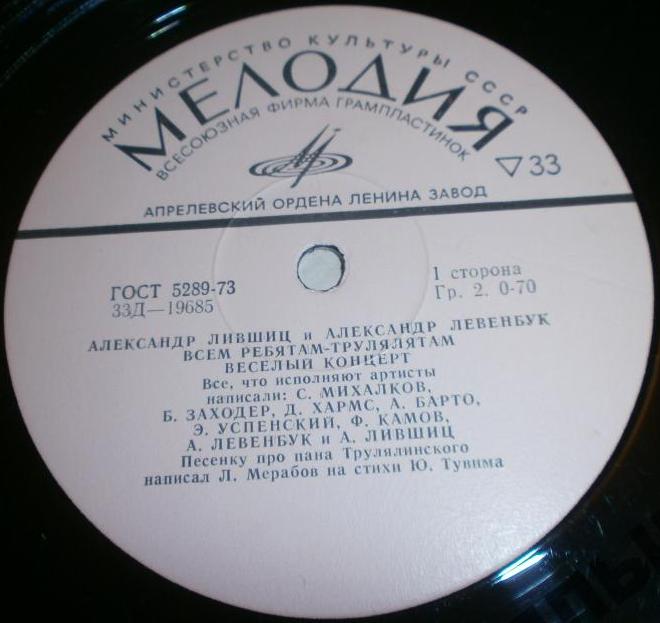 МИНИСТЕРСТВО КУЛЬТУРЫ СССР
МЕЛОДИЯ
ВСЕСОЮЗНАЯ ФИРМА ГРАМПЛАСТИНОК
33
АПРЕЛЕВСКИЙ ОРДЕНА ЛЕНИНА ЗАВОД
ГОСТ 5289-73
33Д—19685
1 сторона
Гр. 2. 0-70
АЛЕКСАНДР ЛИВШИЦ и АЛЕКСАНДР ЛЕВЕНБУК
ВСЕМ РЕБЯТАМ-ТРУЛЯЛЯТАМ
ВЕСЕЛЫЙ КОНЦЕРТ
Все, что исполняют артисты
написали: С. МИХАЛКОВ,
Б. ЗАХОДЕР, Д. ХАРМС, А. БАРТО,
Э. УСПЕНСКИЙ, Ф. КАМОВ,
А. ЛЕВЕНБУК и А. ЛИВШИЦ
Песенку про пана Трулялинского
написал Л. Мерабов на стихи Ю. Тувима